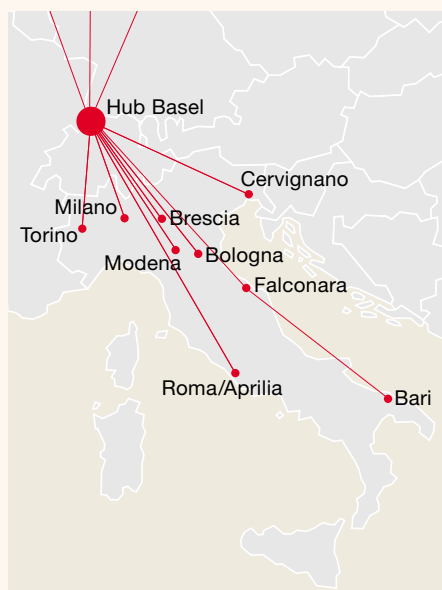 Hub Basel
Cervignano
Milano
Brescia
Torino
Bologna
Modena
Falconara
Roma/Aprilia
Bari